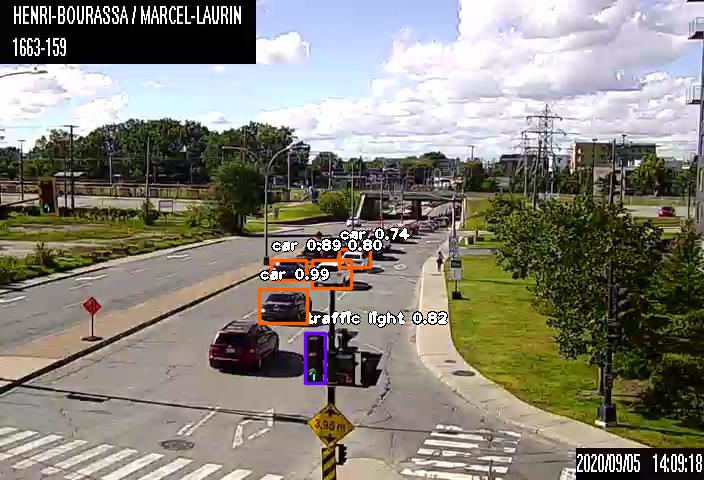 HENRI-BOURASSA / MARCEL-LAURIN
1663-159
car 0.74
car 0.89 0.80
car 0.99
traffic light 0.82
3,95 m
2020/09/05 14:09:18